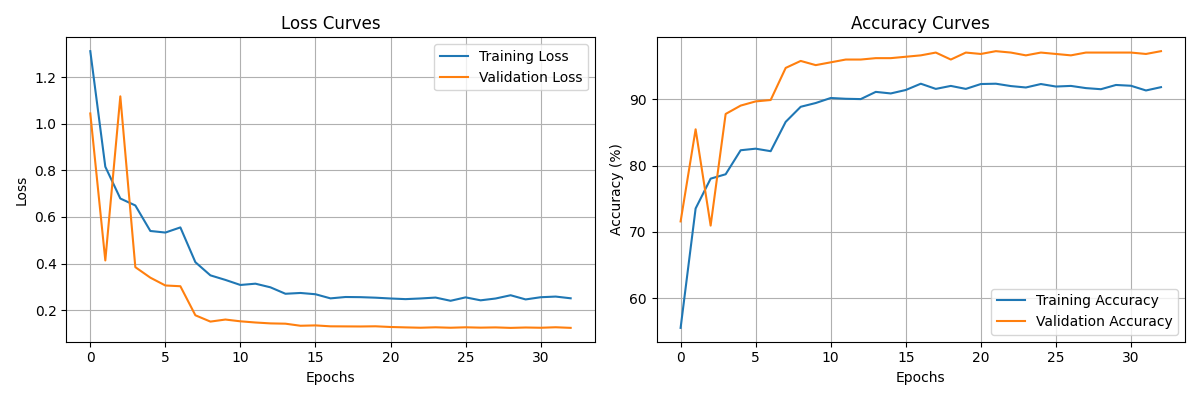 Loss Curves
Training Loss
Validation Loss
1.2
1.0
0.8
0.6
0.4
0.2
Loss
0 5 10 15 20 25 30
Epochs
Accuracy Curves
90
80
70
60
Accuracy (%)
Training Accuracy
Validation Accuracy
0 5 10 15 20 25 30
Epochs